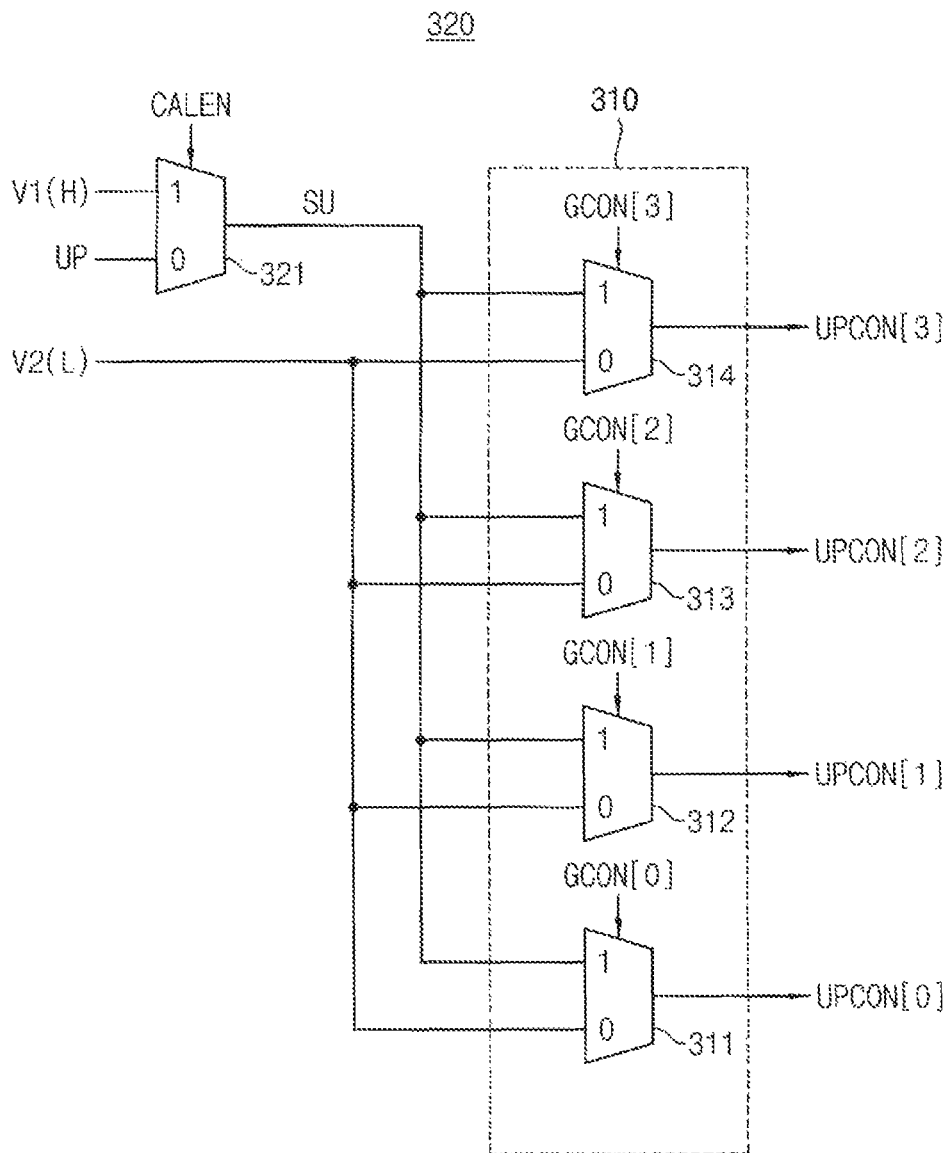 320
CALEN
310
V1(H)
1
SU
GCON[3]
UP
0
321
1
UPCON[3]
V2(L)
0
314
GCON[2]
1
UPCON[2]
0
313
GCON[1]
1
UPCON[1]
0
312
GCON[0]
1
UPCON[0]
0
311